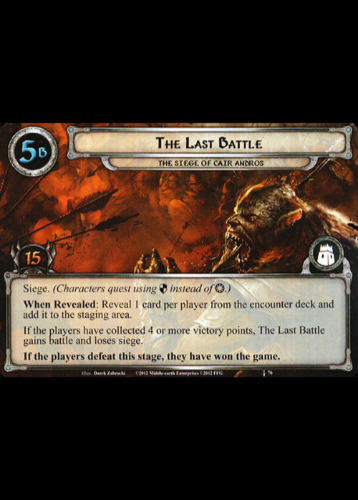 5B
THE LAST BATTLE
THE SIEGE OF CAIR ANDROS
15
Siege. (Characters quest using instead of .)
When Revealed: Reveal 1 card per player from the encounter deck and
add it to the staging area.
If the players have collected 4 or more victory points, The Last Battle
gains battle and loses siege.
If the players defeat this stage, they have won the game.
Illus. Darek Zabrocki ©2012 Middle-earth Enterprises ©2012 FFG 76